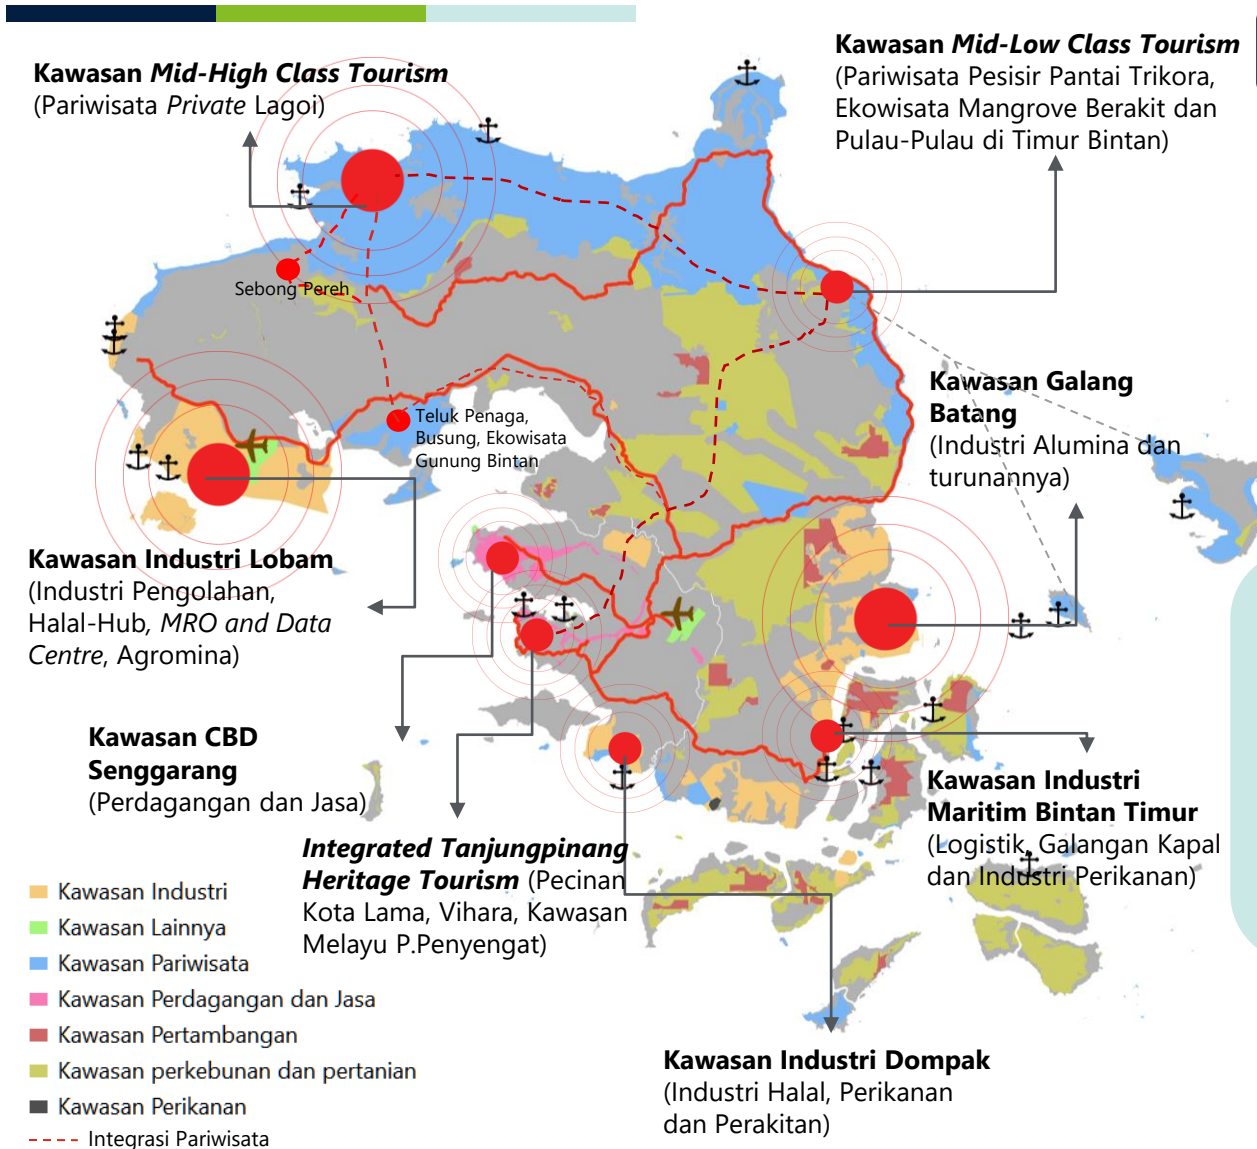 Kawasan Mid-High Class Tourism
(Pariwisata Private Lagoi)
Kawasan Mid-Low Class Tourism
(Pariwisata Pesisir Pantai Trikora,
Ekowisata Mangrove Berakit dan
Pulau-Pulau di Timur Bintan)
Sebong Pereh
Teluk Penaga,
Busung, Ekowisata
Gunung Bintan
Kawasan Galang
Batang
(Industri Alumina dan
turunannya)
Kawasan Industri Lobam
(Industri Pengolahan,
Halal-Hub, MRO and Data
Centre, Agromina)
Kawasan CBD
Senggarang
(Perdagangan dan Jasa)
Integrated Tanjungpinang
Heritage Tourism (Pecinan
Kota Lama, Vihara, Kawasan
Melayu P.Penyengat)
Kawasan Industri
Maritim Bintan Timur
(Logistik, Galangan Kapal
dan Industri Perikanan)
Kawasan Industri Dompak
(Industri Halal, Perikanan
dan Perakitan)
Kawasan Industri
Kawasan Lainnya
Kawasan Pariwisata
Kawasan Perdagangan dan Jasa
Kawasan Pertambangan
Kawasan perkebunan dan pertanian
Kawasan Perikanan
Integrasi Pariwisata